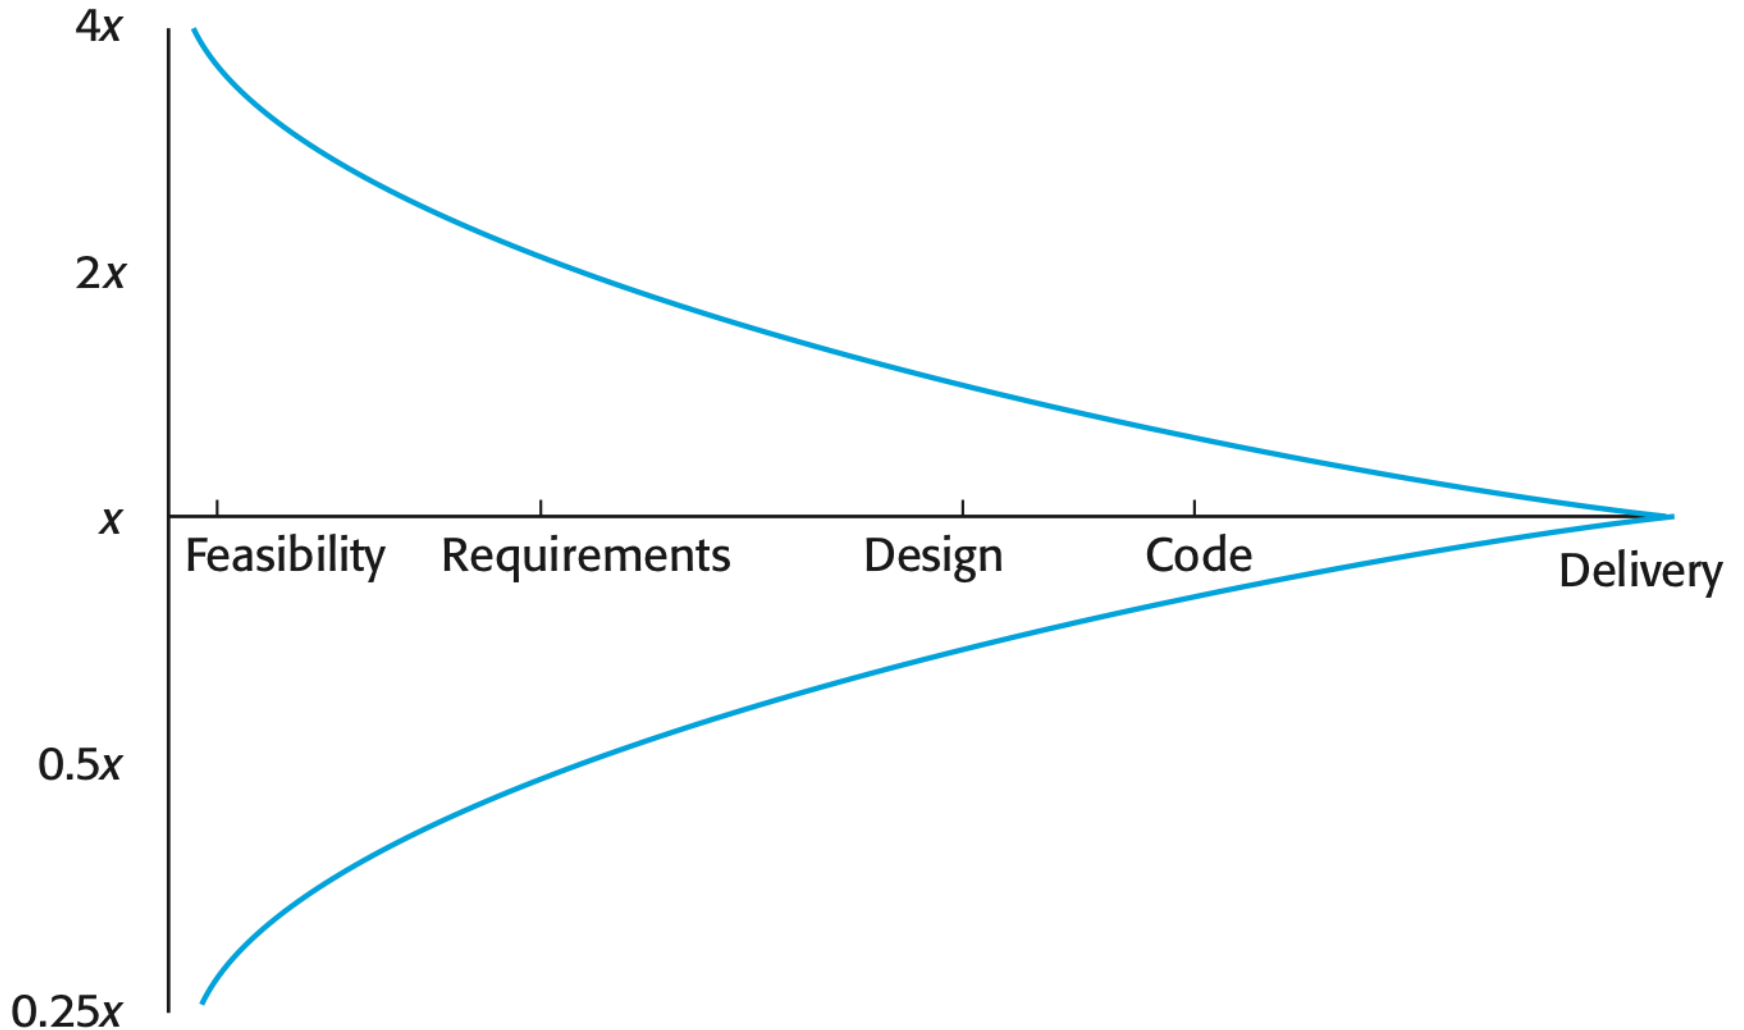 4x
2x
x
Feasibility Requirements Design Code Delivery
0.5x
0.25x